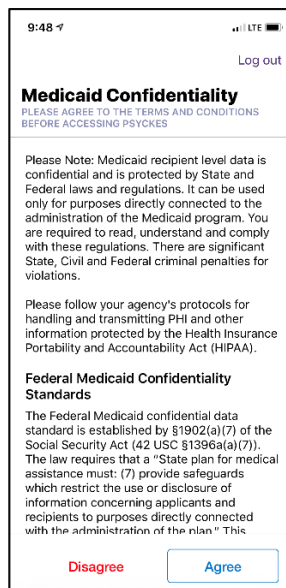 9:48
LTE
Log out
Medicaid Confidentiality
PLEASE AGREE TO THE TERMS AND CONDITIONS
BEFORE ACCESSING PSYCKES
Please Note: Medicaid recipient level data is
confidential and is protected by State and
Federal laws and regulations. It can be used
only for purposes directly connected to the
administration of the Medicaid program. You
are required to read, understand and comply
with these regulations. There are significant
State, Civil and Federal criminal penalties for
violations.
Please follow your agency's protocols for
handling and transmitting PHI and other
information protected by the Health Insurance
Portability and Accountability Act (HIPAA).
Federal Medicaid Confidentiality
Standards
The Federal Medicaid confidential data
standard is established by §1902(a)(7) of the
Social Security Act (42 USC §1396a(a)(7)).
The law requires that a “State plan for medical
assistance must: (7) provide safeguards
which restrict the use or disclosure of
information concerning applicants and
recipients to purposes directly connected
with the administration of the plan." This
Disagree
Agree